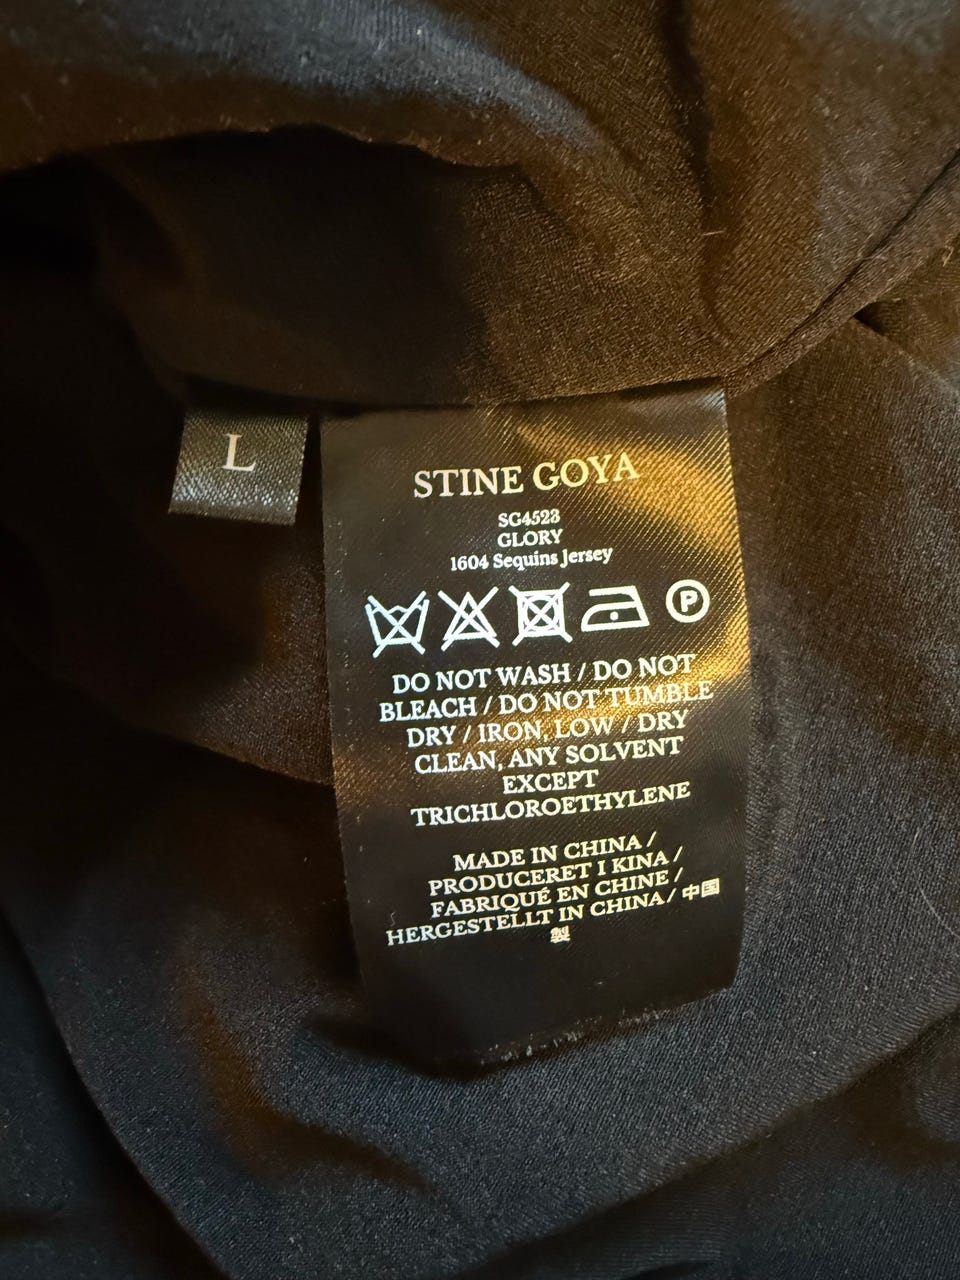 L
STINE GOYA
SG4523
GLORY
1604 Sequins Jersey
P
DO NOT WASH / DO NOT
BLEACH / DO NOT TUMBLE
DRY / IRON, LOW / DRY
CLEAN, ANY SOLVENT
EXCEPT
TRICHLOROETHYLENE
MADE IN CHINA /
PRODUCERET I KINA /
FABRIQUÉ EN CHINE /
HERGESTELLT IN CHINA / 中国
製